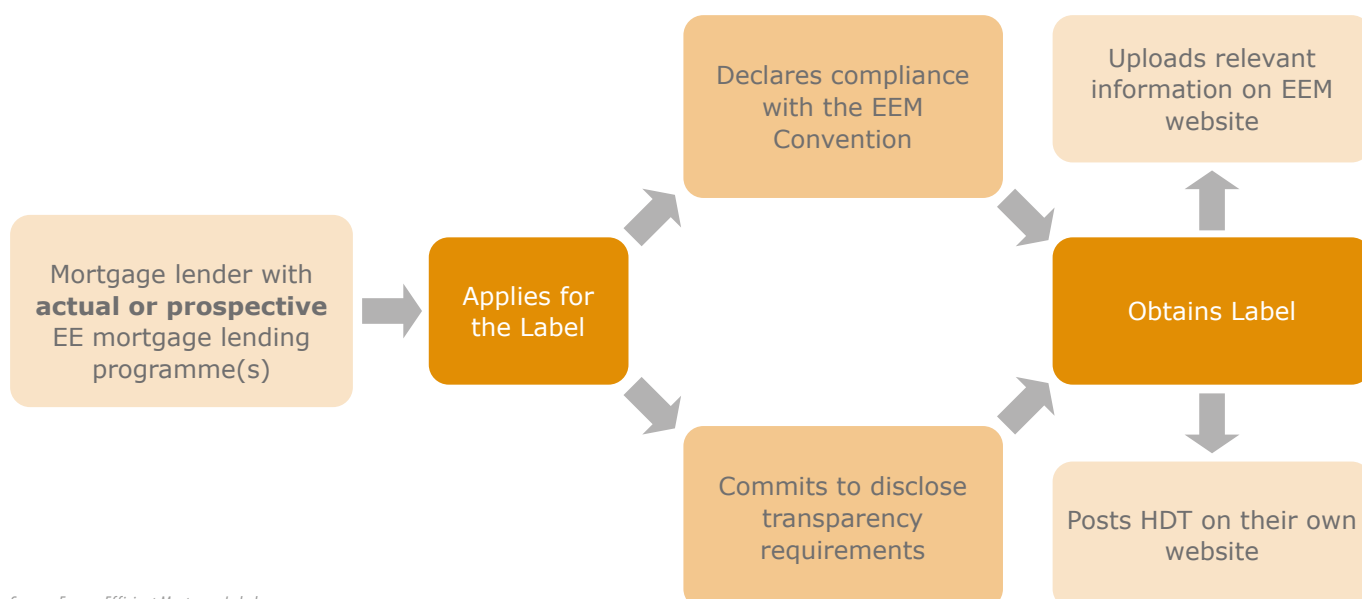 Declares compliance
with the EEM
Convention
Uploads relevant
information on EEM
website
Mortgage lender with
actual or prospective
EE mortgage lending
programme(s)
Applies for
the Label
Obtains Label
Commits to disclose
transparency
requirements
Posts HDT on their own
website